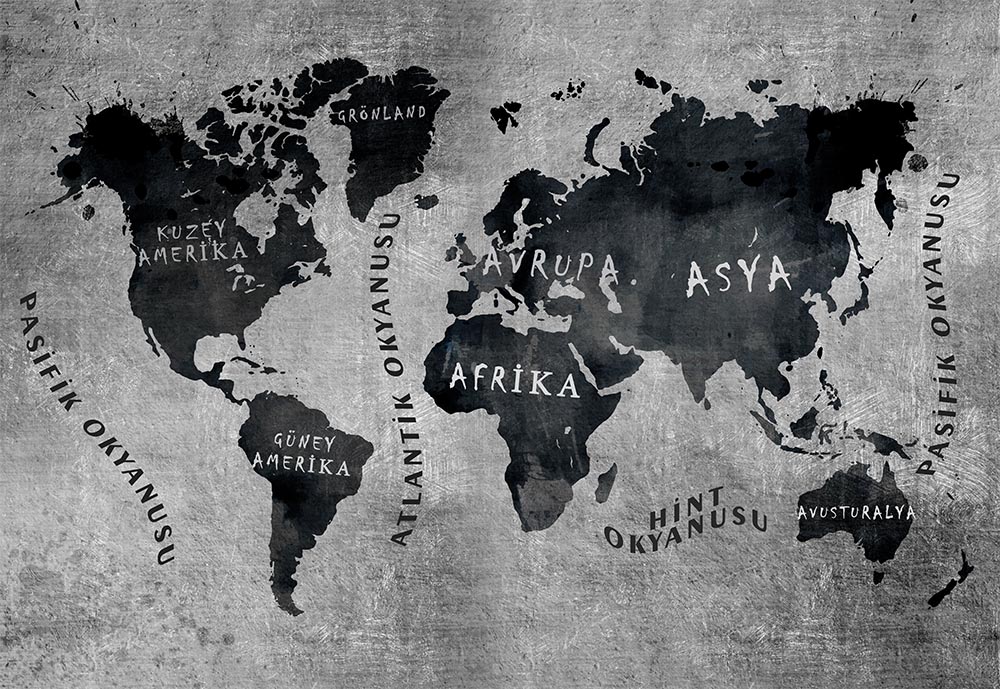 GRÖNLAND
KUZEY
AMERİKA
AVRUPA
ASYA
PASİFİK OKYANUSU
ATLANTİK OKYANUSU
PASİFİK OKYANUSU
AFRİKA
GÜNEY
AMERİKA
HİNT
OKYANUSU
AVUSTURALYA